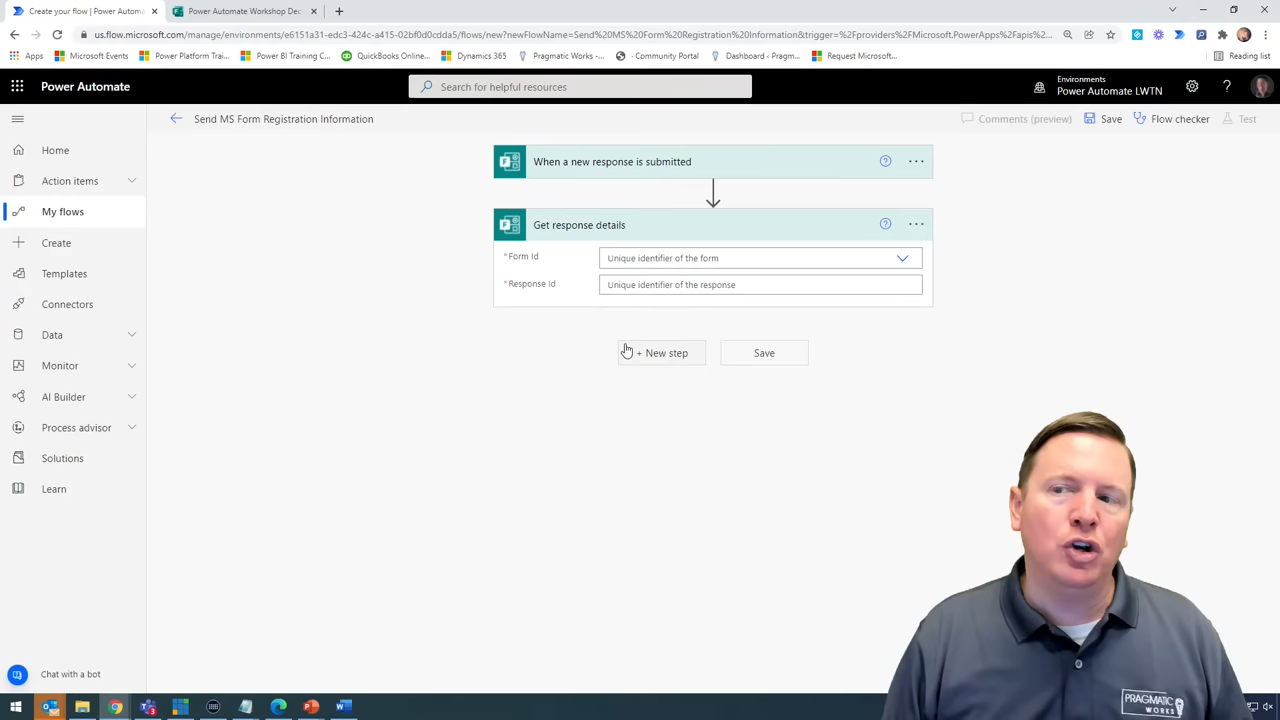 Create your flow | Power Automa
Power Automate Workshop Dec
us.flow.microsoft.com/manage/environments/e6151a31-edc3-424c-a415-02bf0d0cdda5/flows/new?newFlowName=Send%20MS%20Form%20Registration%20Information&trigger=%2Fproviders%2FMicrosoft.PowerApps%2Fapis%2...
Apps
Microsoft Events
Power Platform Trai...
Power BI Training C...
QuickBooks Online...
Dynamics 365
Pragmatic Works -...
· Community Portal
Dashboard ‹ Pragm...
Request Microsoft...
Reading list
Power Automate
Search for helpful resources
Environments
Power Automate LWTN
Send MS Form Registration Information
Comments (preview)
Save
Flow checker
Test
Home
Action items
My flows
Create
Templates
Connectors
Data
Monitor
AI Builder
Process advisor
Solutions
Learn
Chat with a bot
When a new response is submitted
Get response details
* Form Id
Unique identifier of the form
* Response Id
Unique identifier of the response
+ New step
Save
PRAGMATIC
WORKS